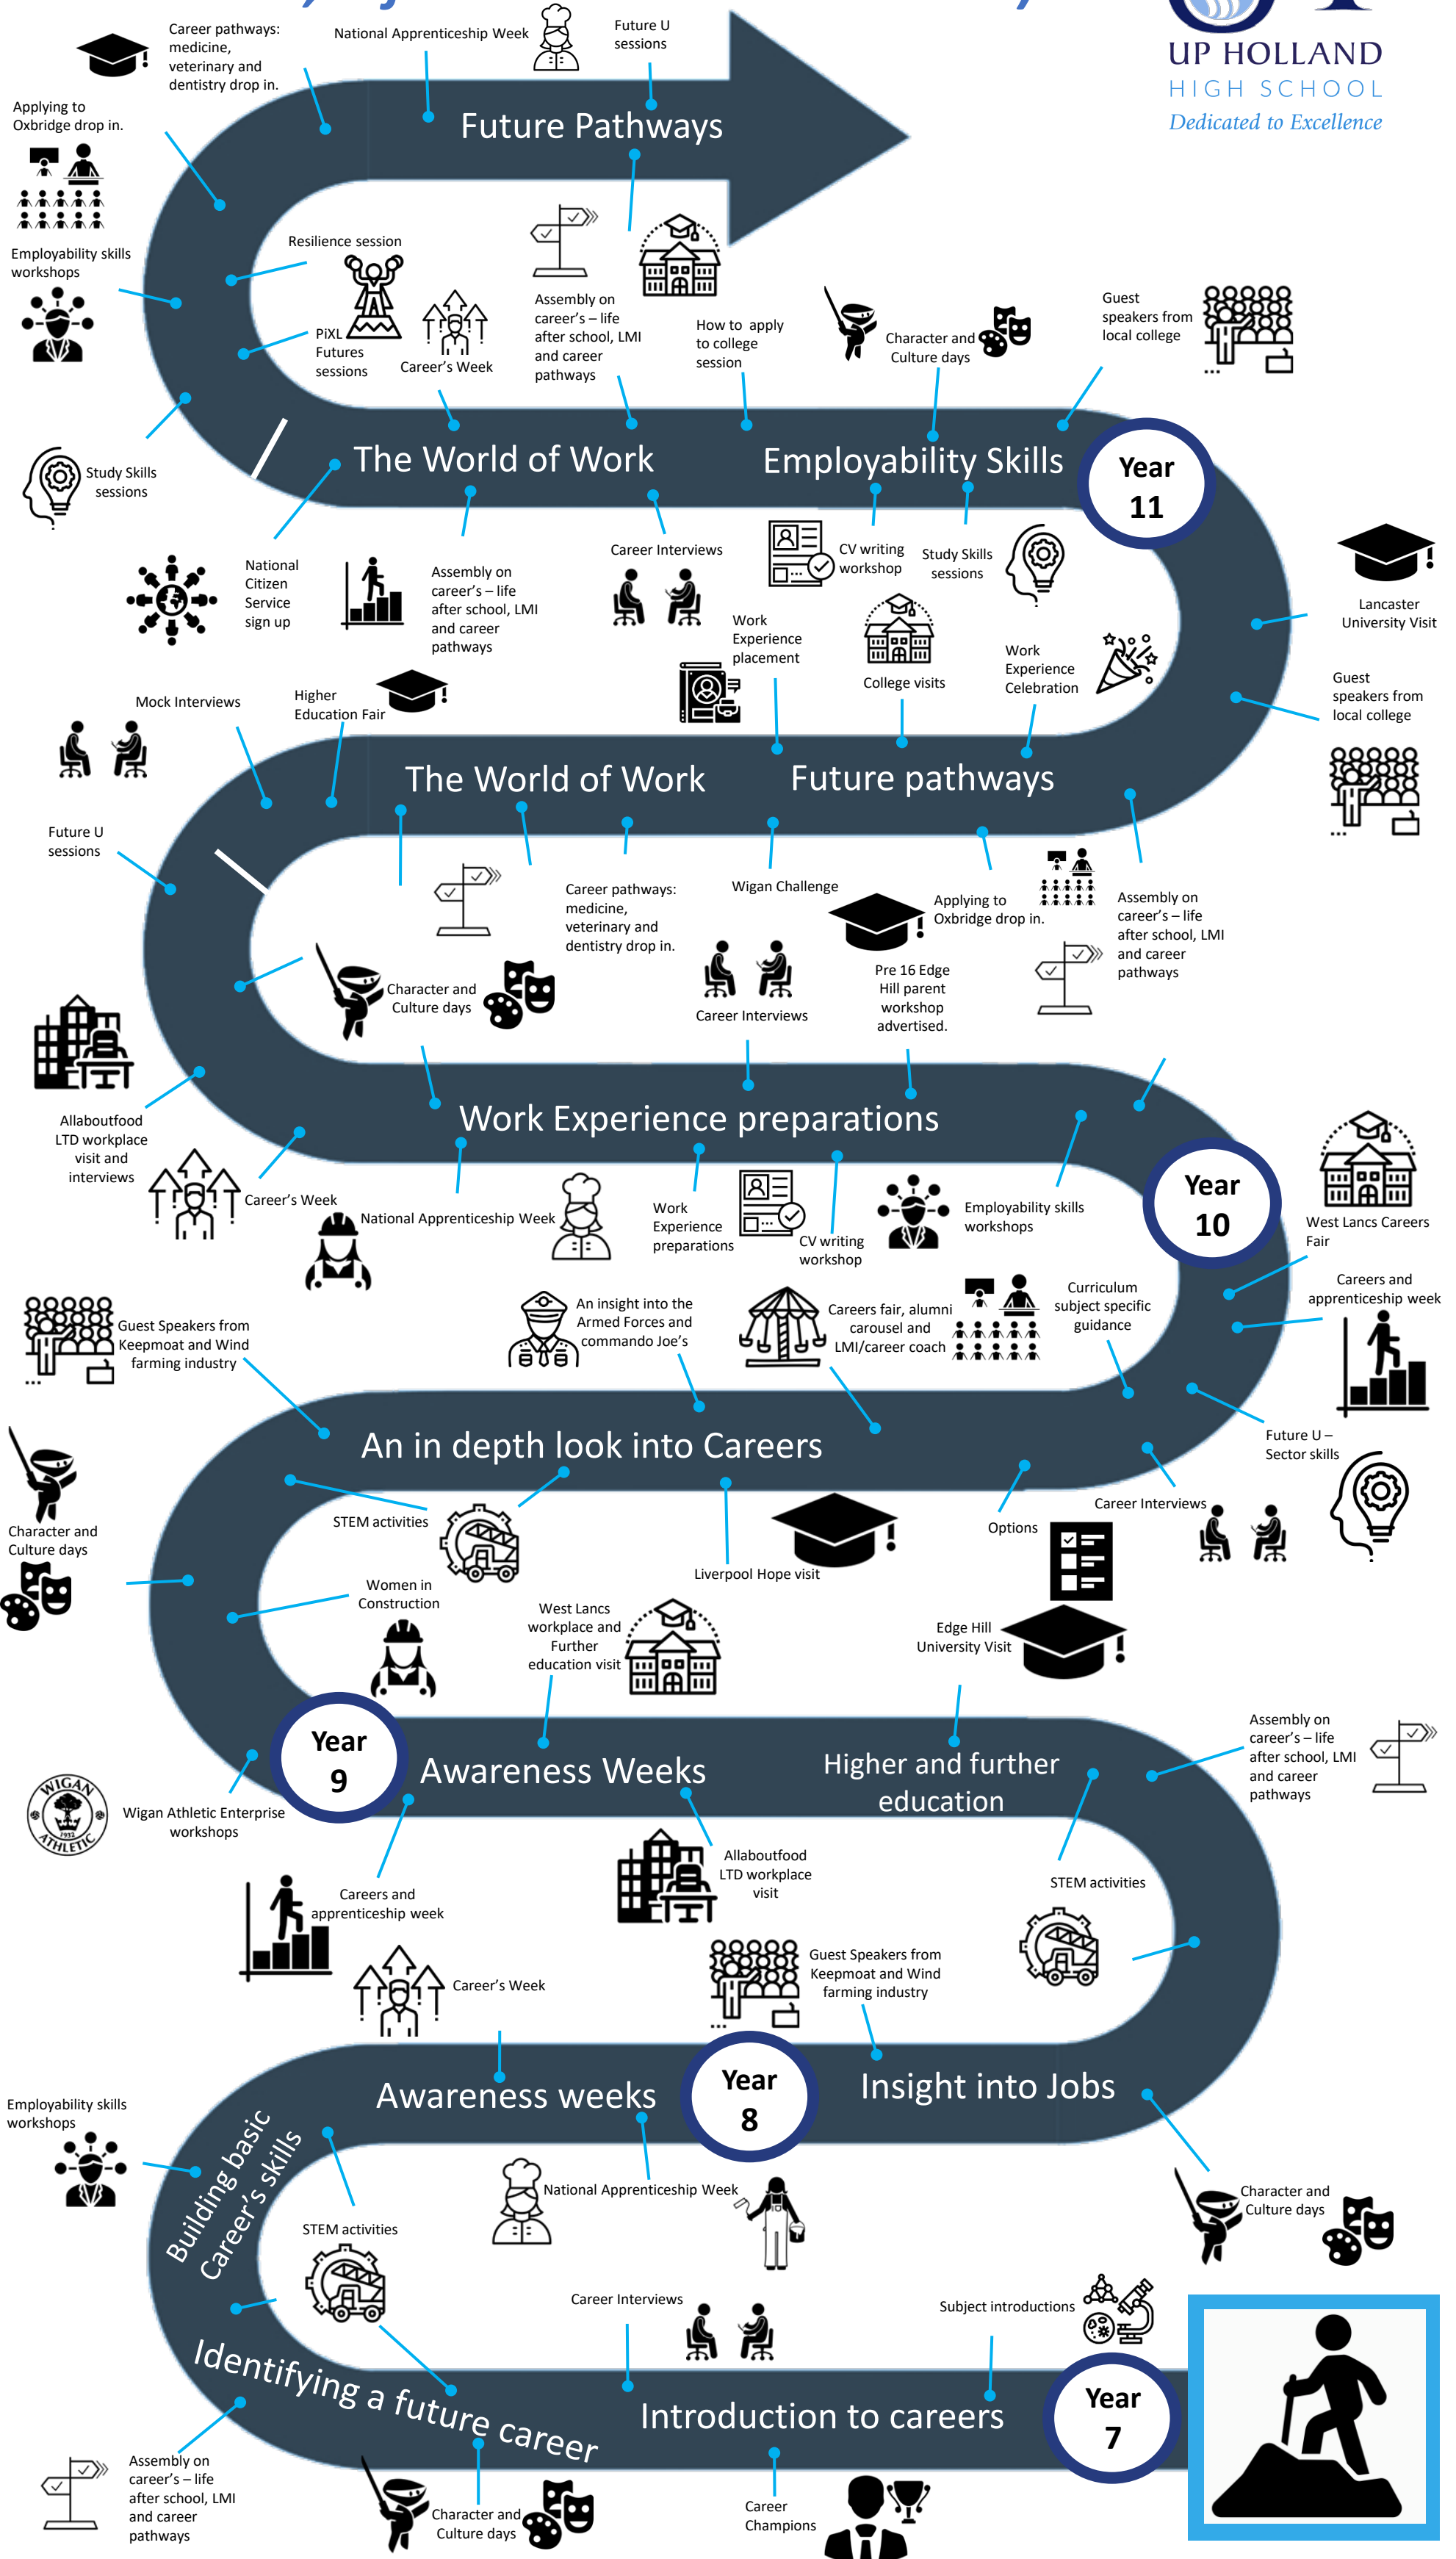 UP HOLLAND
HIGH SCHOOL
Dedicated to Excellence
Career pathways:
medicine,
veterinary and
dentistry drop in.
National Apprenticeship Week
Future U
sessions
Applying to
Oxbridge drop in.
Future Pathways
Employability skills
workshops
Resilience session
PiXL
Futures
sessions
Career's Week
Assembly on
career's – life
after school, LMI
and career
pathways
How to apply
to college
session
Character and
Culture days
Guest
speakers from
local college
Study Skills
sessions
The World of Work
Employability Skills
Year
11
National
Citizen
Service
sign up
Assembly on
career's – life
after school, LMI
and career
pathways
Career Interviews
CV writing
workshop
Study Skills
sessions
Lancaster
University Visit
Work
Experience
placement
College visits
Work
Experience
Celebration
Guest
speakers from
local college
Mock Interviews
Higher
Education Fair
The World of Work
Future pathways
Future U
sessions
Career pathways:
medicine,
veterinary and
dentistry drop in.
Wigan Challenge
Applying to
Oxbridge drop in.
Assembly on
career's – life
after school, LMI
and career
pathways
Character and
Culture days
Career Interviews
Pre 16 Edge
Hill parent
workshop
advertised.
Allaboutfood
LTD workplace
visit and
interviews
Work Experience preparations
Year
10
Career's Week
National Apprenticeship Week
Work
Experience
preparations
CV writing
workshop
Employability skills
workshops
West Lancs Careers
Fair
Careers and
apprenticeship week
Guest Speakers from
Keepmoat and Wind
farming industry
An insight into the
Armed Forces and
commando Joe's
Careers fair, alumni
carousel and
LMI/career coach
Curriculum
subject specific
guidance
Future U –
Sector skills
An in depth look into Careers
Character and
Culture days
STEM activities
Liverpool Hope visit
Options
Career Interviews
Women in
Construction
West Lancs
workplace and
Further
education visit
Edge Hill
University Visit
Year
9
Awareness Weeks
Higher and further
education
Assembly on
career's – life
after school, LMI
and career
pathways
WIGAN
1932
ATHLETIC
Wigan Athletic Enterprise
workshops
Careers and
apprenticeship week
Allaboutfood
LTD workplace
visit
STEM activities
Career's Week
Guest Speakers from
Keepmoat and Wind
farming industry
Awareness weeks
Year
8
Insight into Jobs
Employability skills
workshops
Building basic
Career's skills
STEM activities
National Apprenticeship Week
Character and
Culture days
Career Interviews
Subject introductions
Identifying a future career
Introduction to careers
Year
7
Assembly on
career's – life
after school, LMI
and career
pathways
Character and
Culture days
Career
Champions